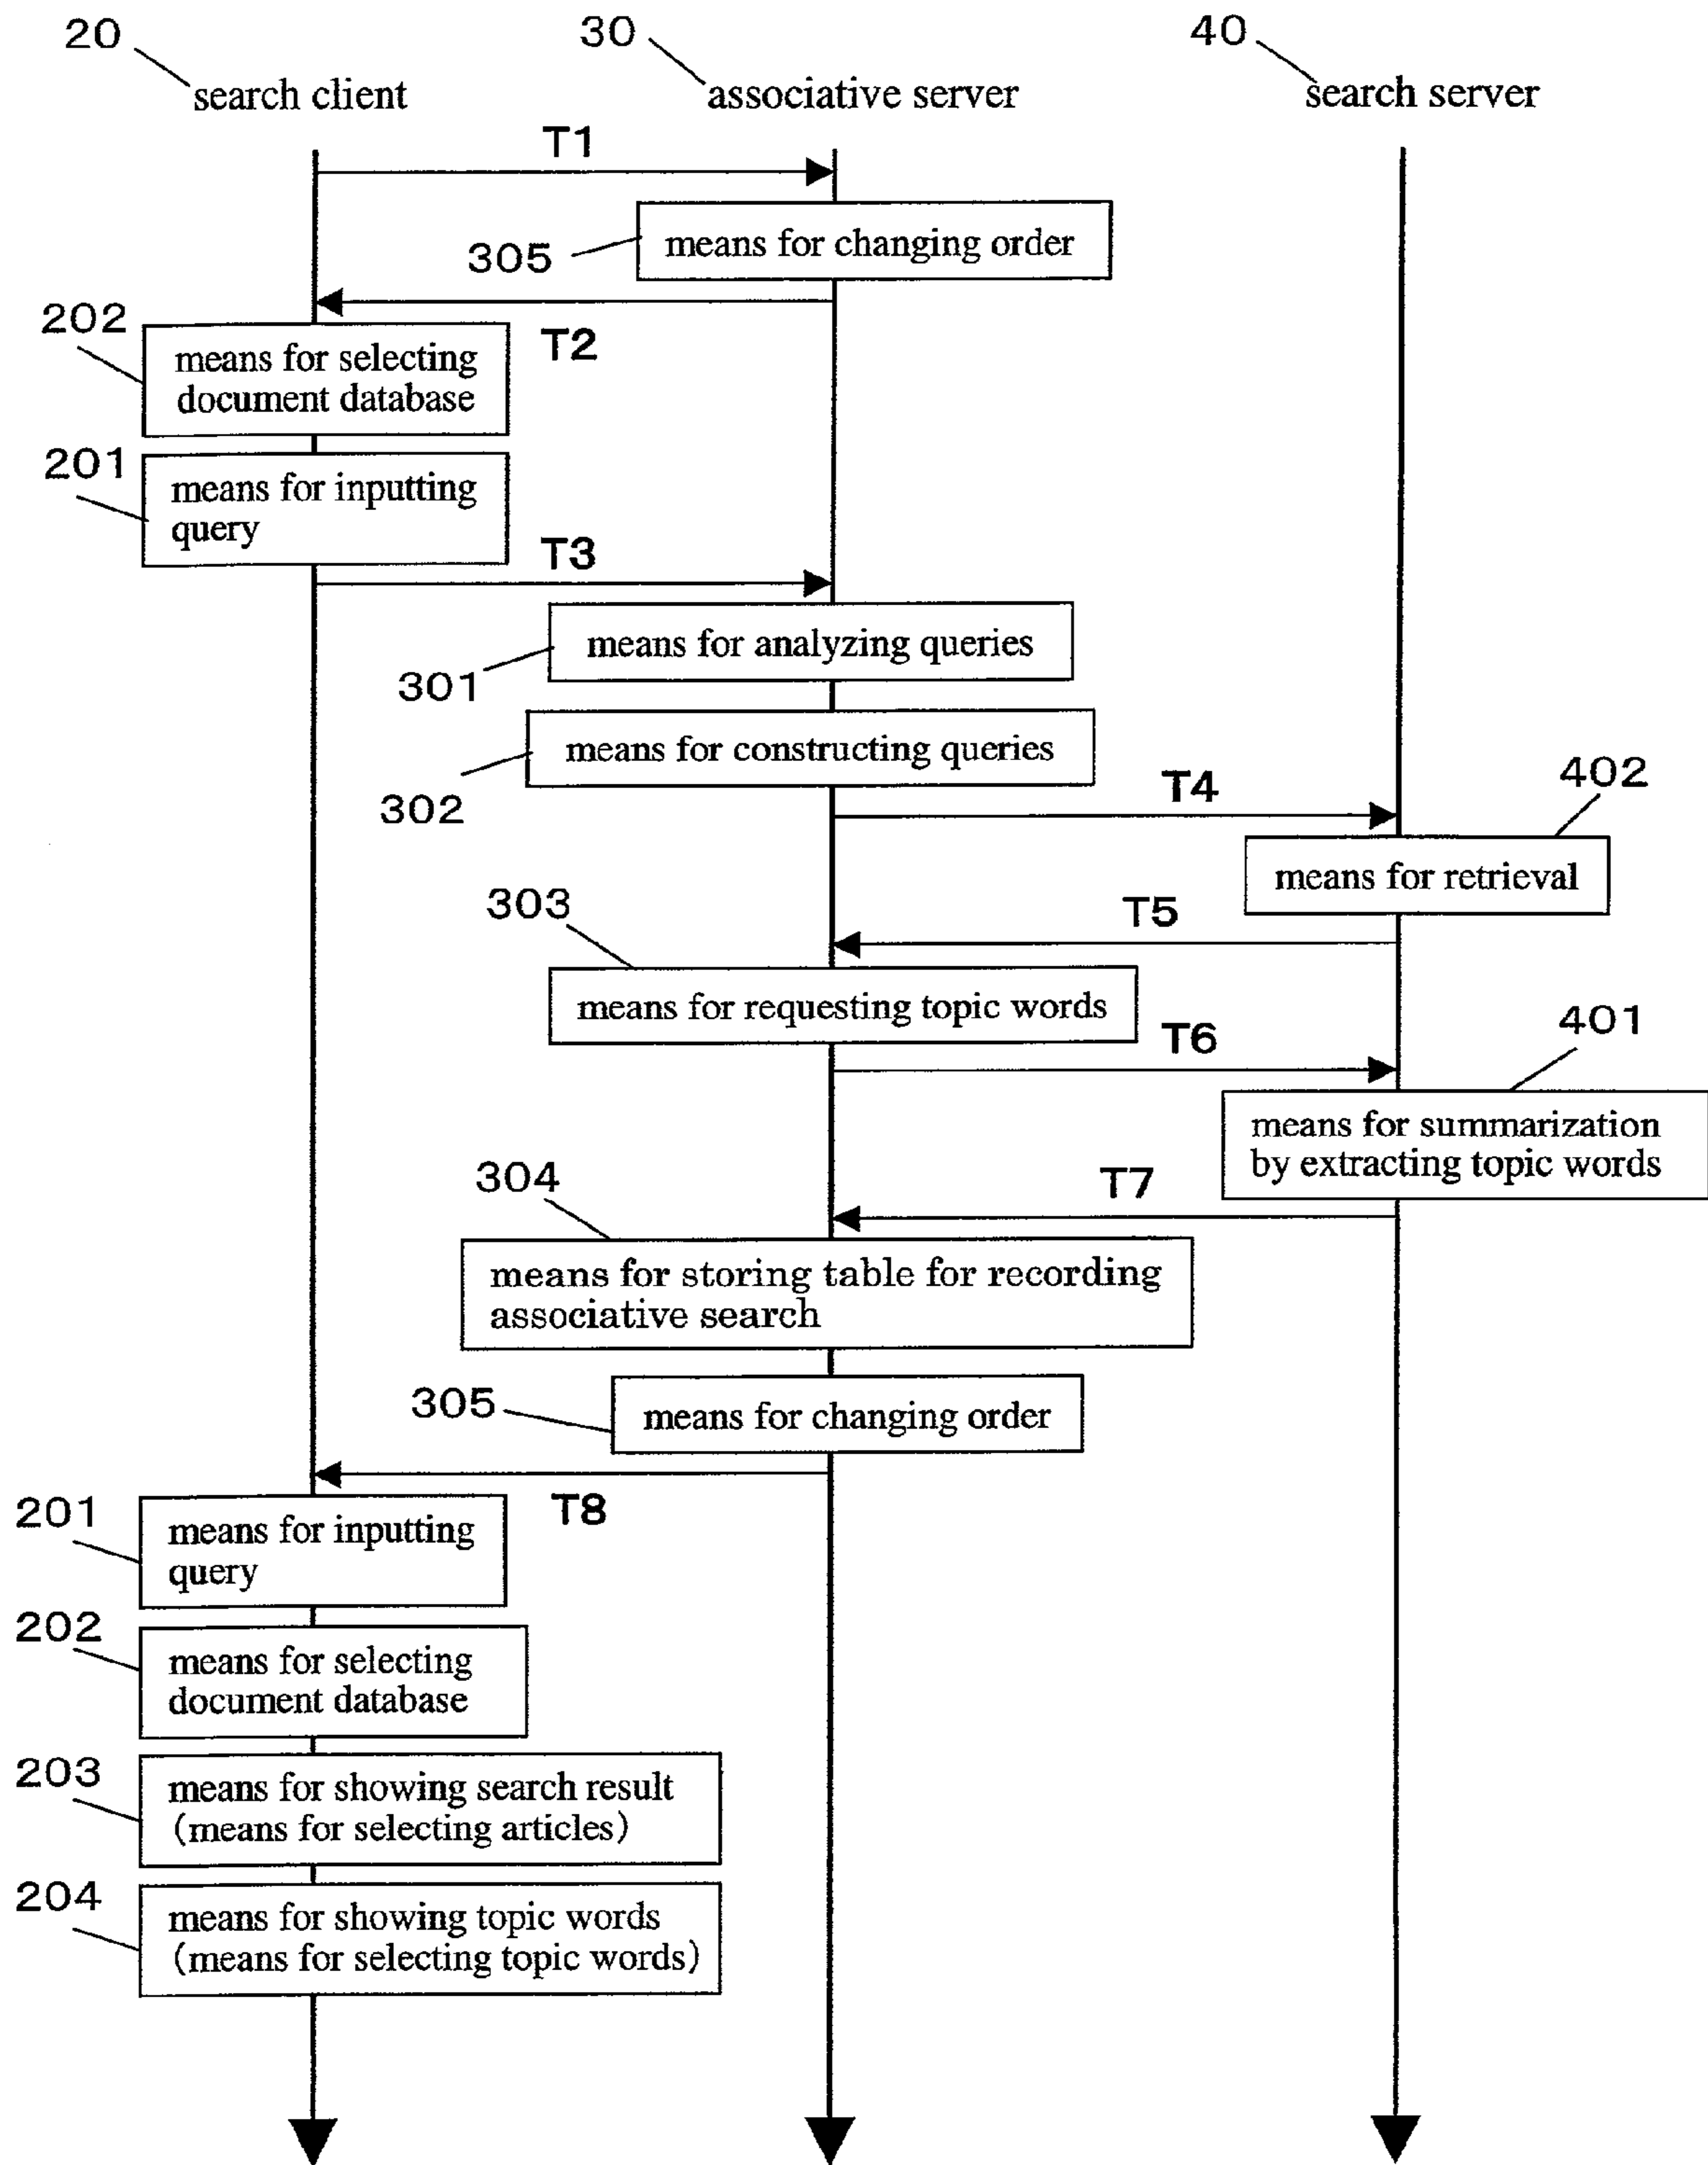 20
30
40
search client
associative server
search server
T1
means for changing order
305
202
T2
means for selecting
document database
201
means for inputting
query
T3
means for analyzing queries
301
means for constructing queries
302
T4
402
means for retrieval
303
T5
means for requesting topic words
T6
401
means for summarization
by extracting topic words
304
T7
means for storing table for recording
associative search
305
means for changing order
T8
201
means for inputting
query
202
means for selecting
document database
203
means for showing search result
(means for selecting articles)
204
means for showing topic words
(means for selecting topic words)